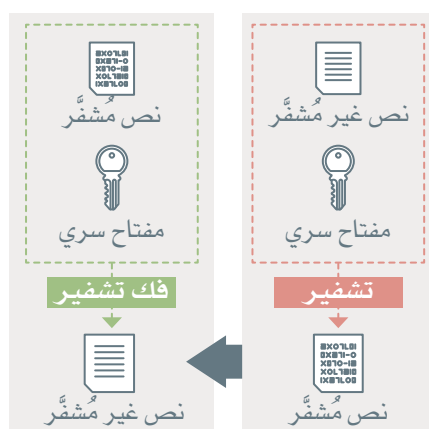 نص غير مُشفَّر
مفتاح سري
تشفير
نص مُشفَّر
نص مُشفَّر
مفتاح سري
فك تشفير
نص غير مُشفَّر